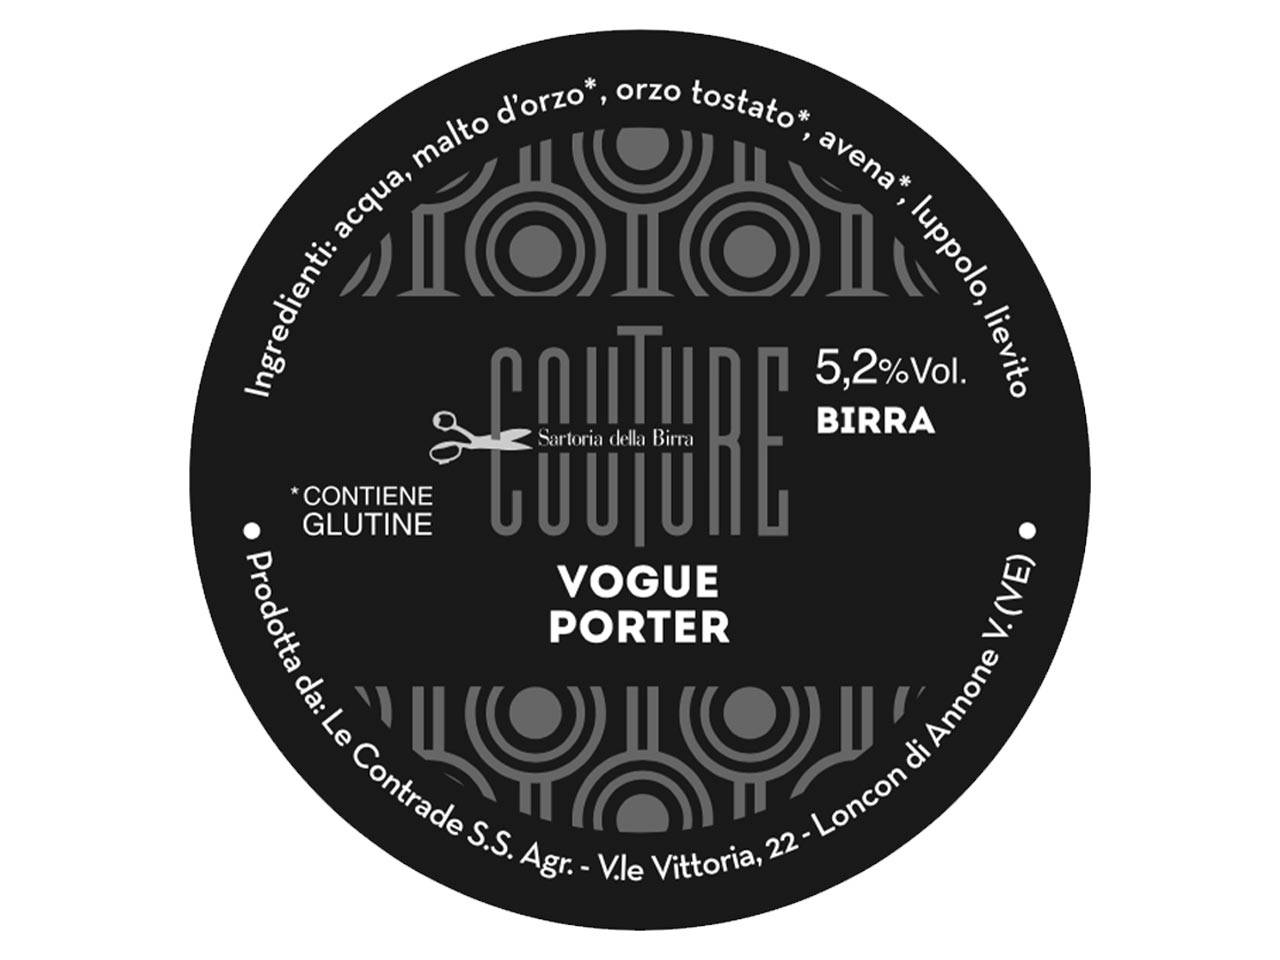 Ingredienti: acqua, malto d'orzo*, orzo tostato*, avena*, luppolo, lievito
COUTURE
Sartoria della Birra
5,2%Vol.
BIRRA
*CONTIENE
GLUTINE
VOGUE
PORTER
Prodotta da: Le Contrade S.S. Agr. - V.le Vittoria, 22 - Loncon di Annone V. (VE)